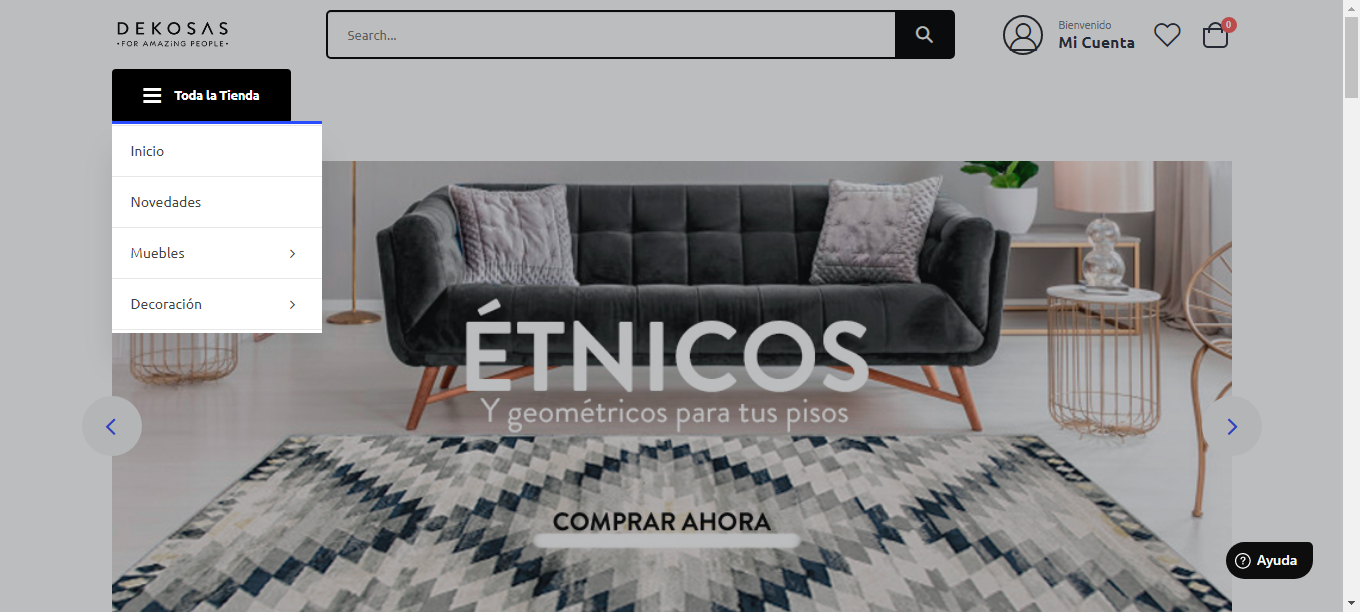 DEKOSAS
•FOR AMAZING PEOPLE•
Search...
Bienvenido
Mi Cuenta
0
Toda la Tienda
Inicio
Novedades
Muebles
Decoración
ÉTNICOS
Y geométricos para tus pisos
COMPRAR AHORA
Ayuda